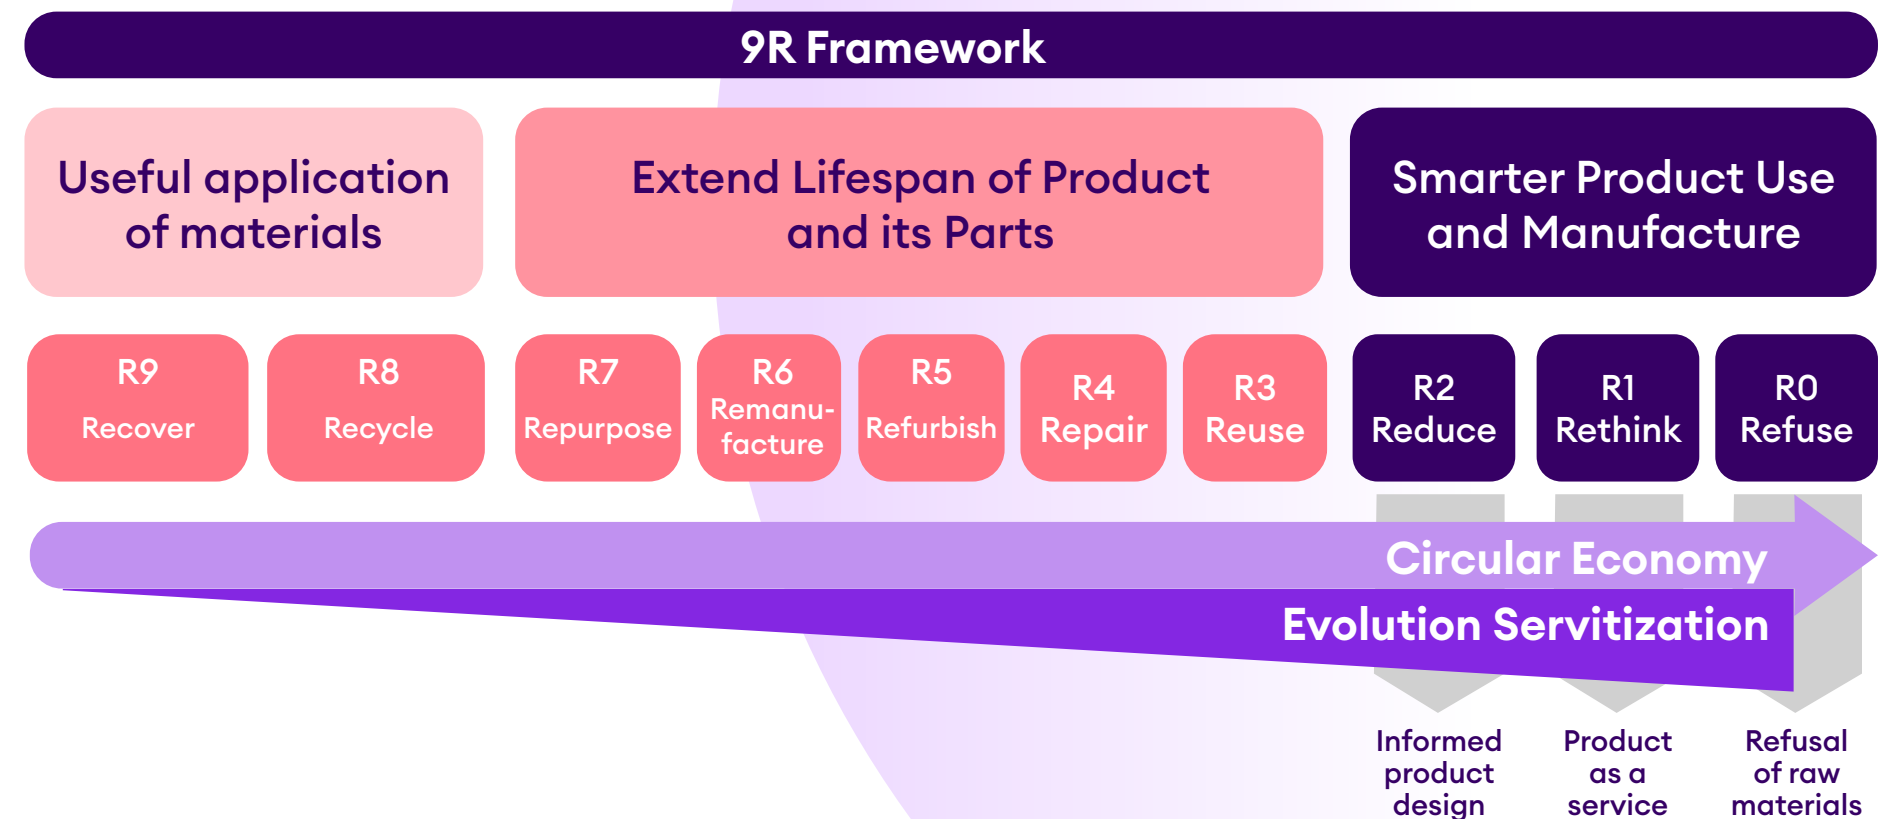 9R Framework
Useful application
of materials
Extend Lifespan of Product
and its Parts
Smarter Product Use
and Manufacture
R9
Recover
R8
Recycle
R7
Repurpose
R6
Remanu-
facture
R5
Refurbish
R4
Repair
R3
Reuse
R2
Reduce
R1
Rethink
R0
Refuse
Circular Economy
Evolution Servitization
Informed
product
design
Product
as a
service
Refusal
of raw
materials